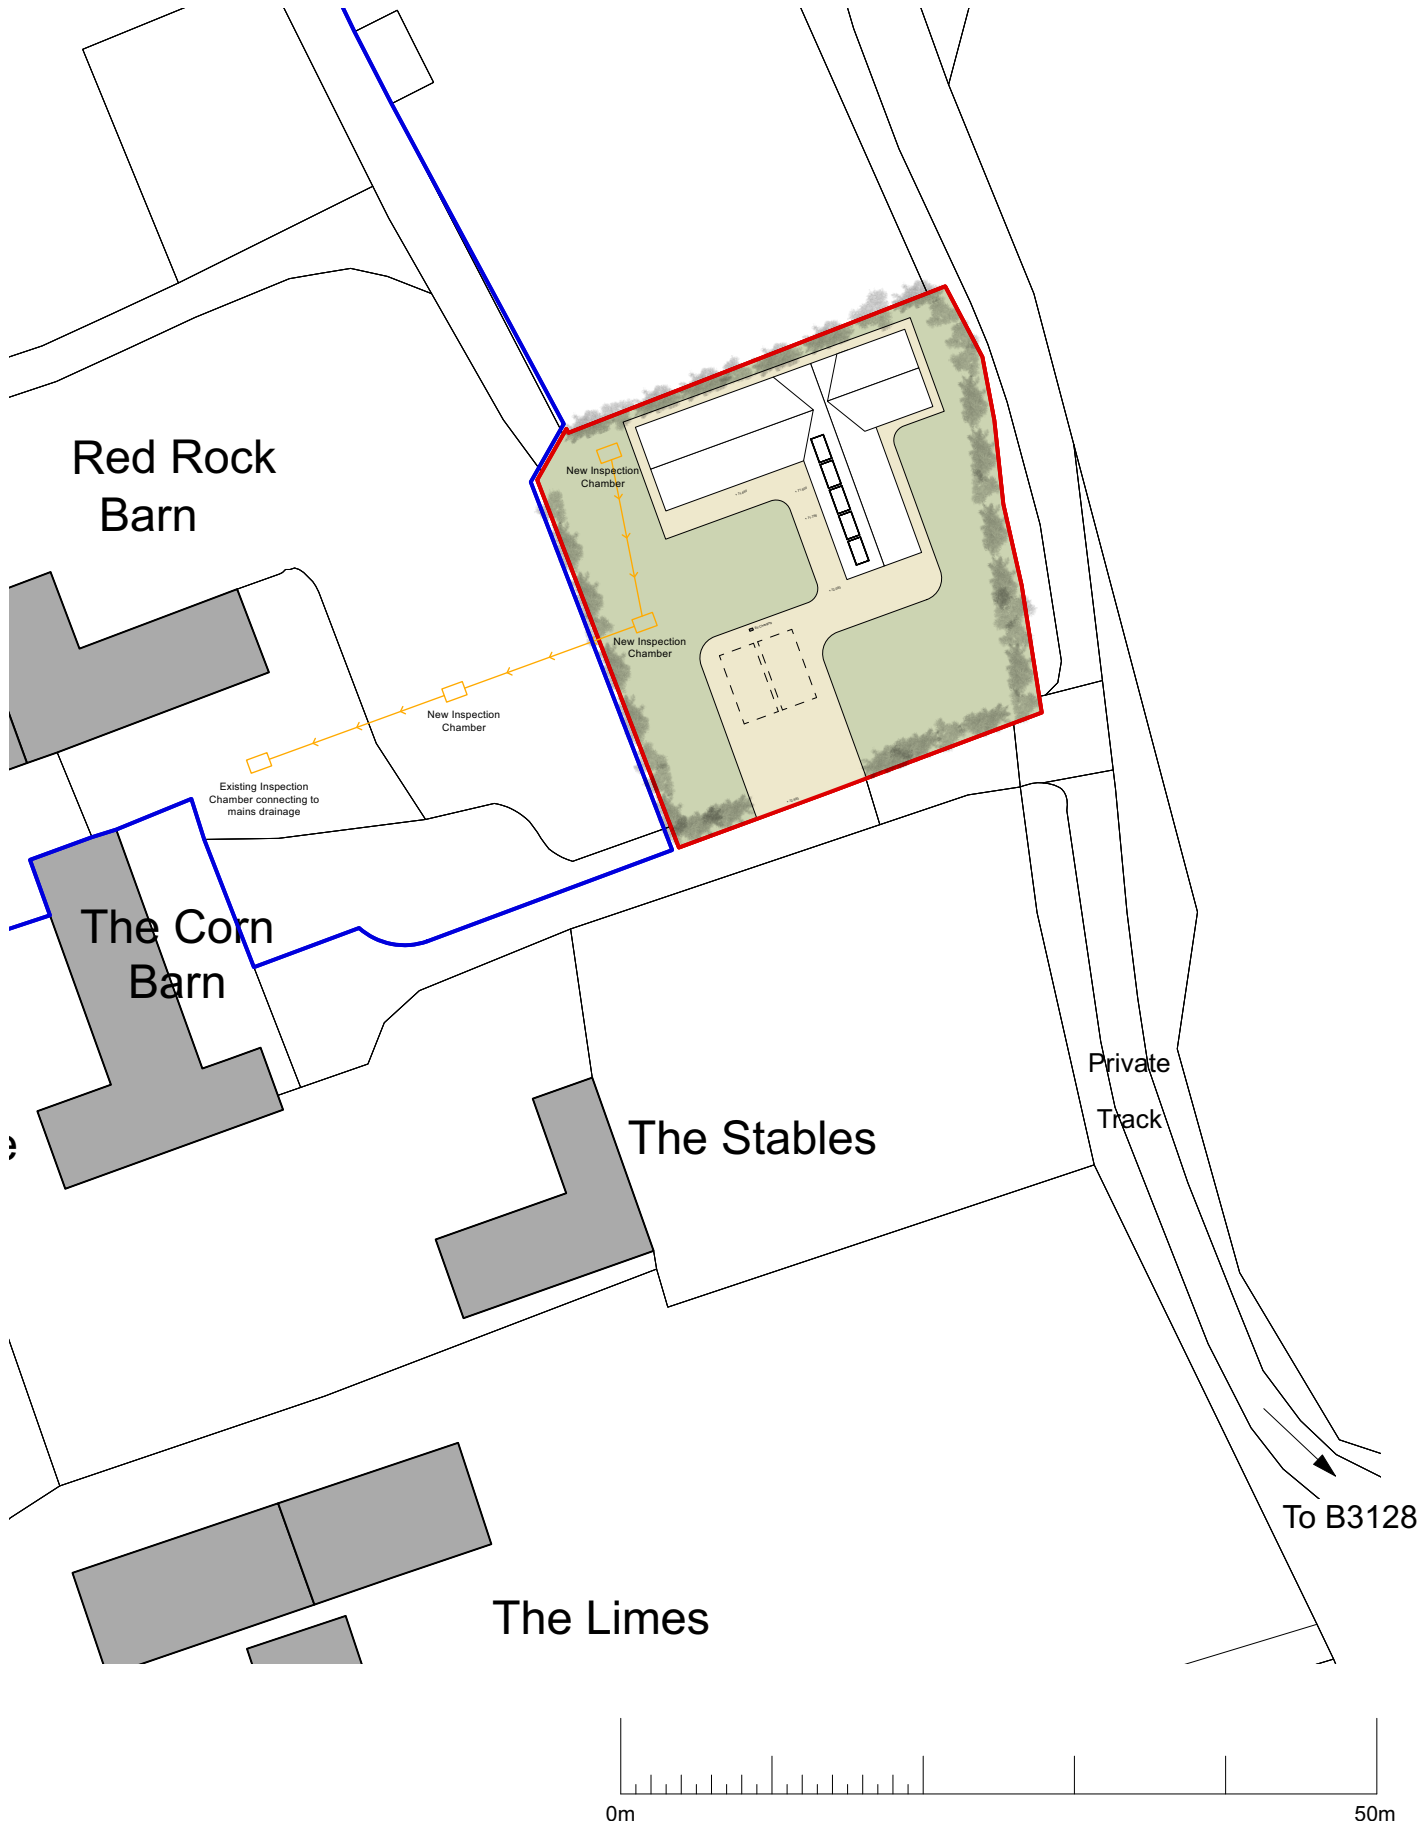 Red Rock
Barn
New Inspection
Chamber
New Inspection
Chamber
New Inspection
Chamber
Existing Inspection
Chamber connecting to
mains drainage
The Corn
Barn
Private
Track
The Stables
To B3128
The Limes
0m
50m